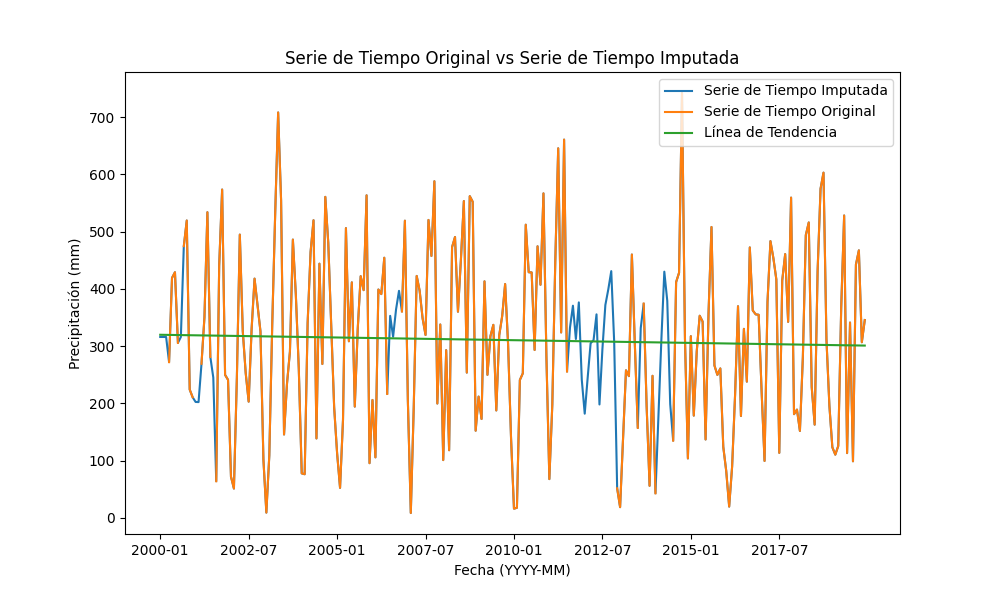 Serie de Tiempo Original vs Serie de Tiempo Imputada
Serie de Tiempo Imputada
Serie de Tiempo Original
Línea de Tendencia
Precipitación (mm)
700
600
500
400
300
200
100
0
2000-01 2002-07 2005-01 2007-07 2010-01 2012-07 2015-01 2017-07
Fecha (YYYY-MM)